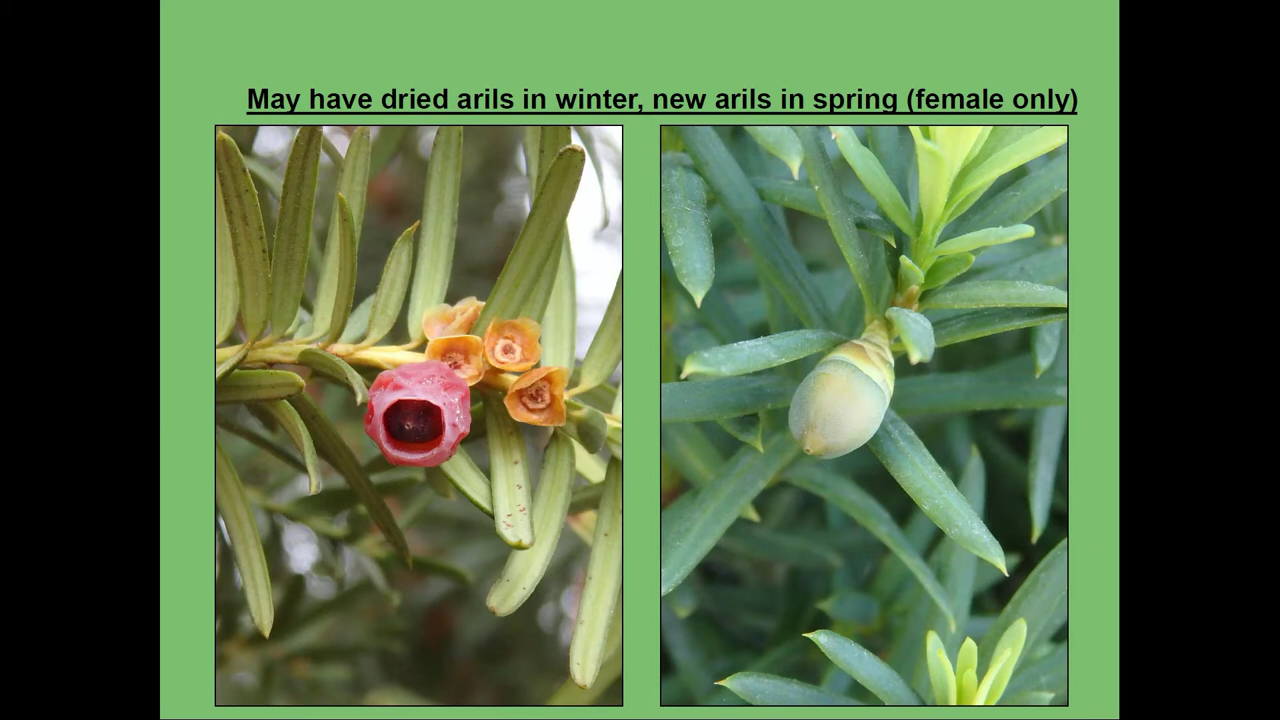 May have dried arils in winter, new arils in spring (female only)